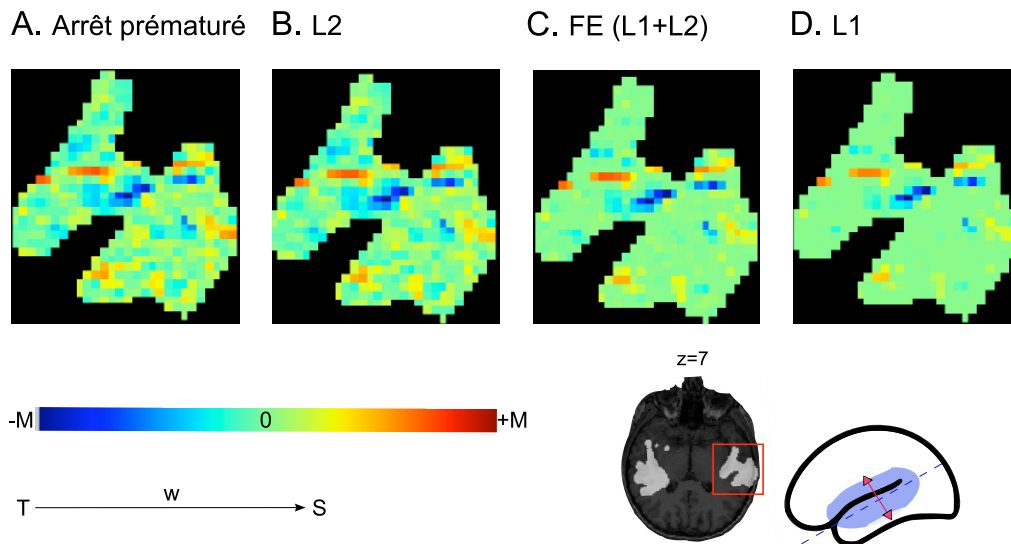 A. Arrêt prématuré
B. L2
C. FE (L1+L2)
D. L1
z=7
-M 0 +M
w
T S